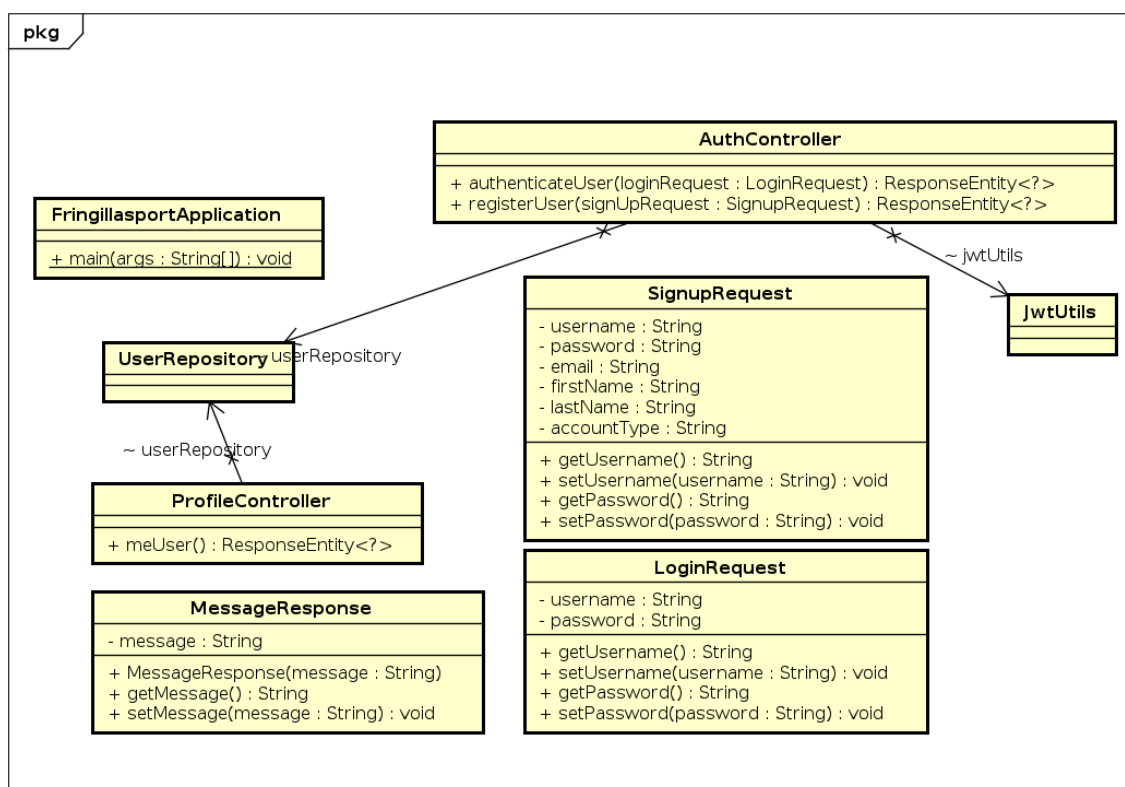 pkg
AuthController
+ authenticateUser(loginRequest : LoginRequest) : ResponseEntity<?>
+ registerUser(signUpRequest : SignupRequest) : ResponseEntity<?>
FringillasportApplication
+ main(args : String[]) : void
~ jwtUtils
JwtUtils
UserRepository
~ userRepository
~ userRepository
ProfileController
+ meUser() : ResponseEntity<?>
SignupRequest
- username : String
- password : String
- email : String
- firstName : String
- lastName : String
- accountType : String
+ getUsername() : String
+ setUsername(username : String) : void
+ getPassword() : String
+ setPassword(password : String) : void
MessageResponse
- message : String
+ MessageResponse(message : String)
+ getMessage() : String
+ setMessage(message : String) : void
LoginRequest
- username : String
- password : String
+ getUsername() : String
+ setUsername(username : String) : void
+ getPassword() : String
+ setPassword(password : String) : void